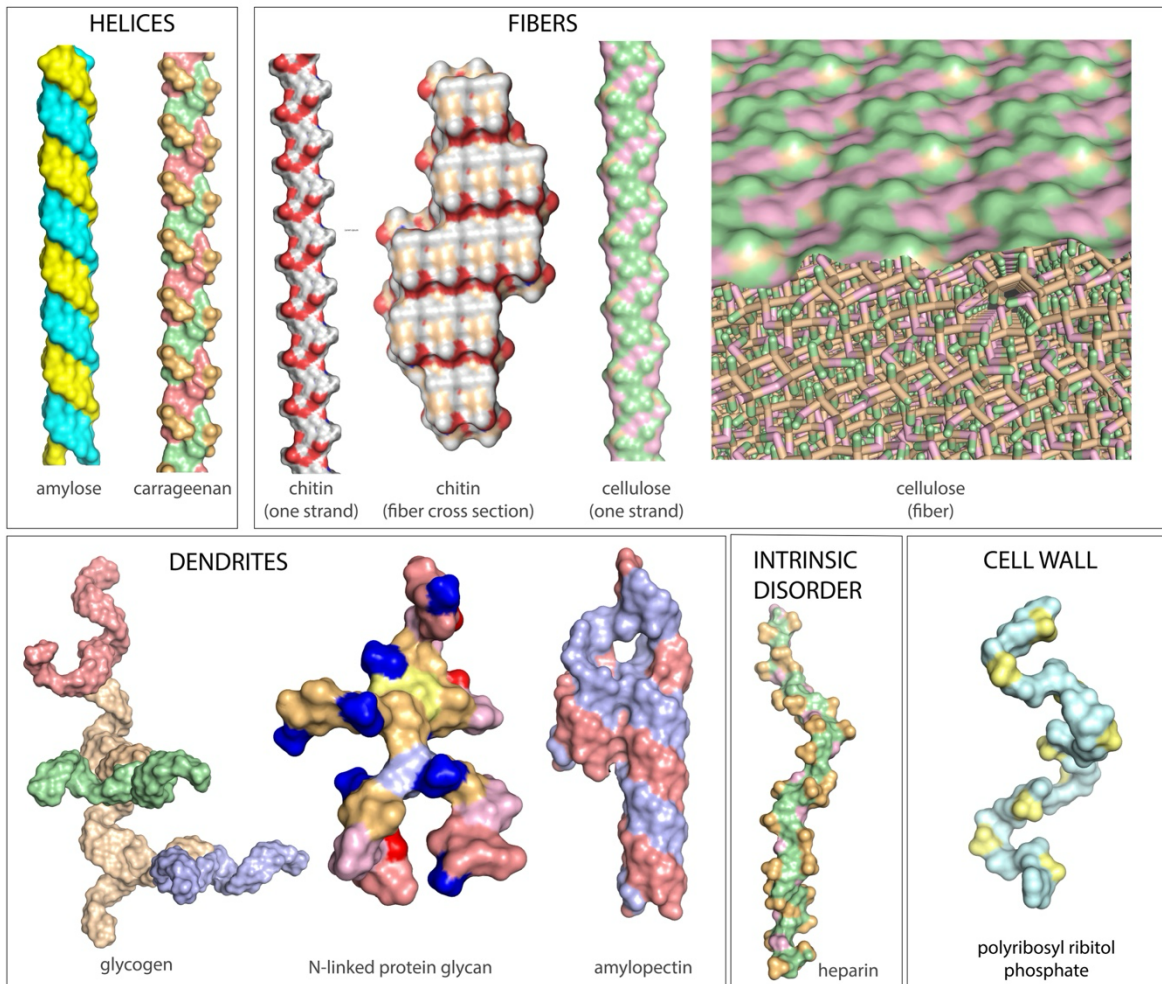 HELICES
amylose
carrageenan
FIBERS
chitin
(one strand)
chitin
(fiber cross section)
cellulose
(one strand)
cellulose
(fiber)
DENDRITES
glycogen
N-linked protein glycan
amylopectin
INTRINSIC
DISORDER
heparin
CELL WALL
polyribosyl ribitol
phosphate